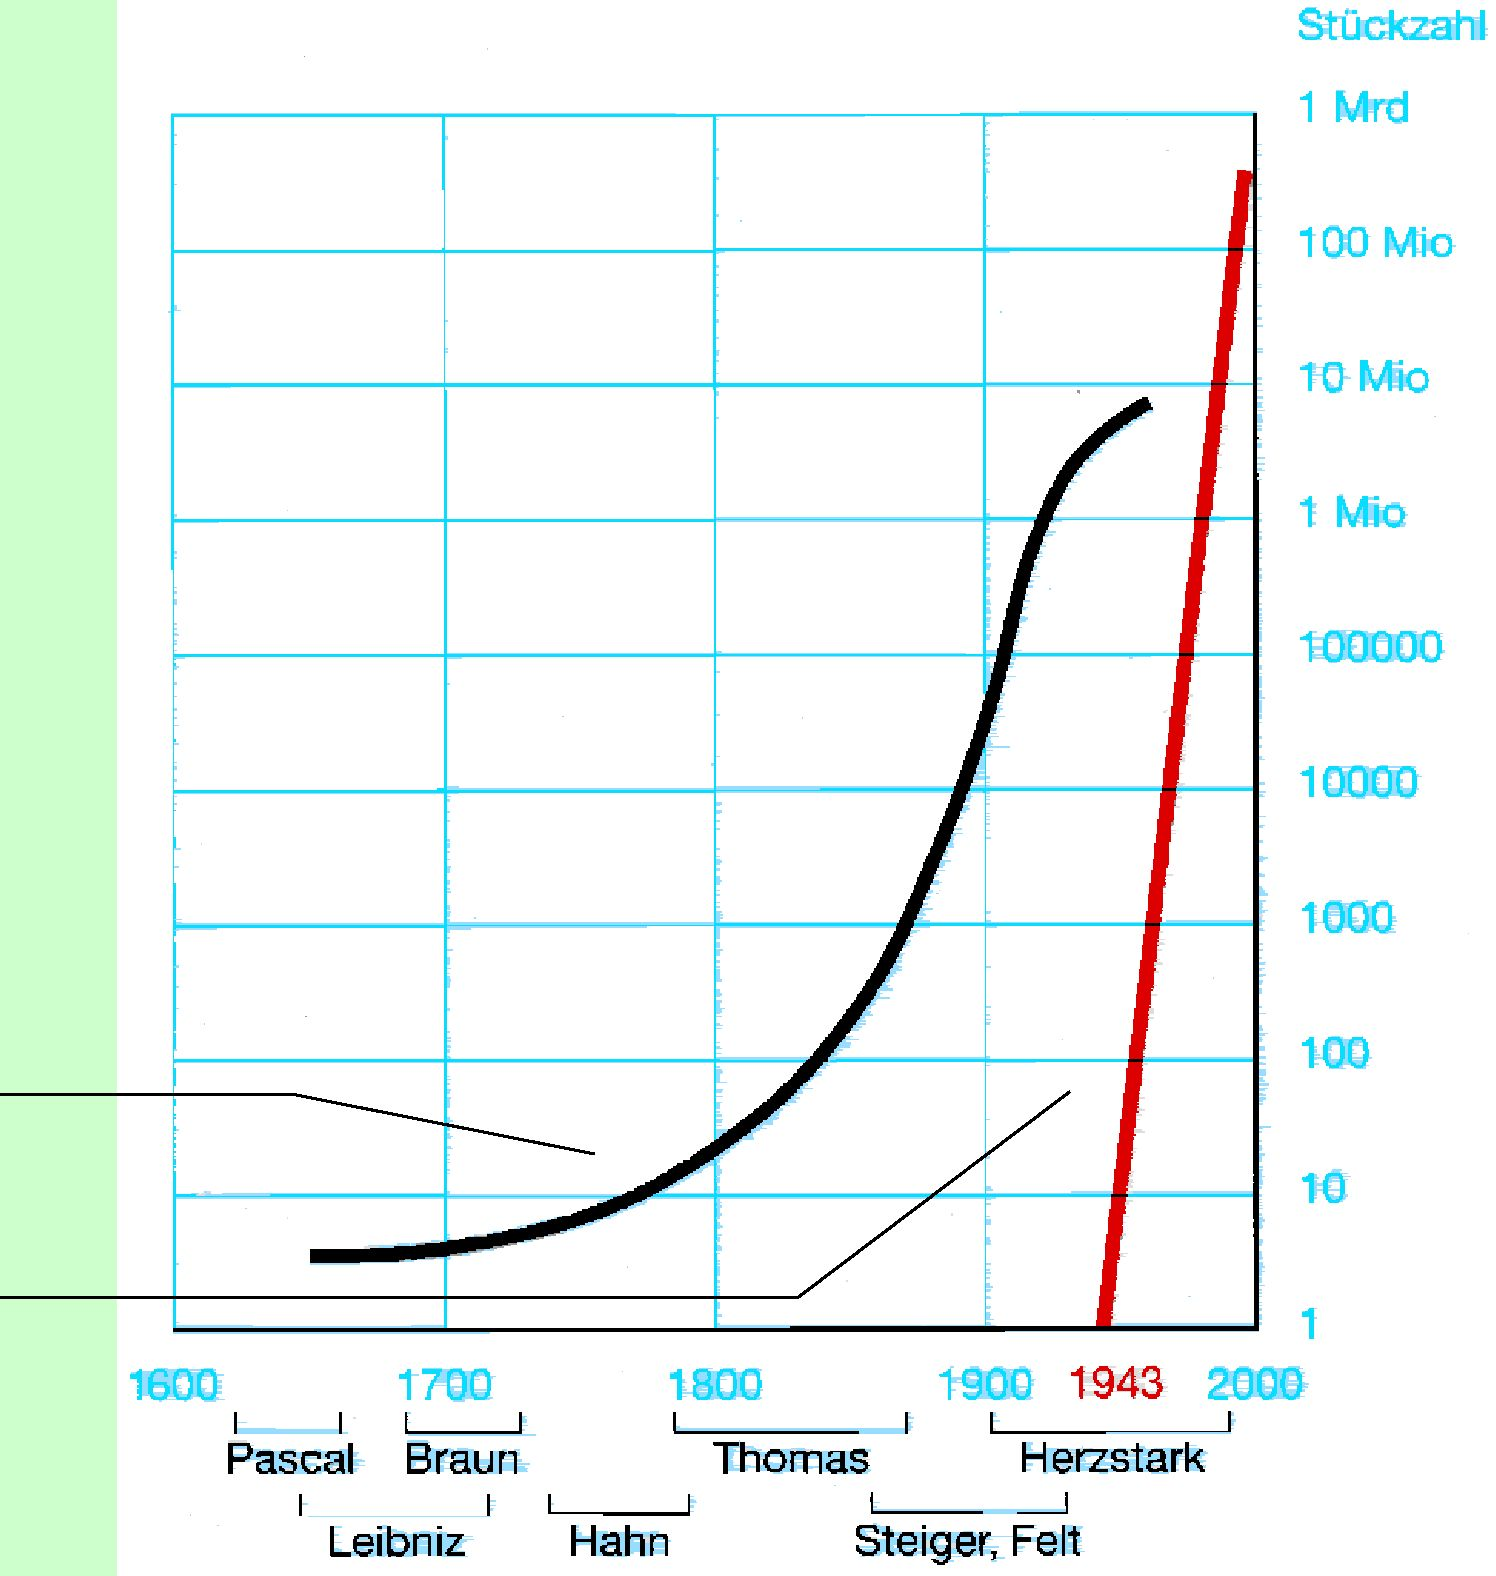 Stückzahl
1 Mrd
100 Mio
10 Mio
1 Mio
100000
10000
1000
100
10
1
1600 1700 1800 1900 1943 2000
Pascal Braun Thomas Herzstark
Leibniz Hahn Steiger, Felt